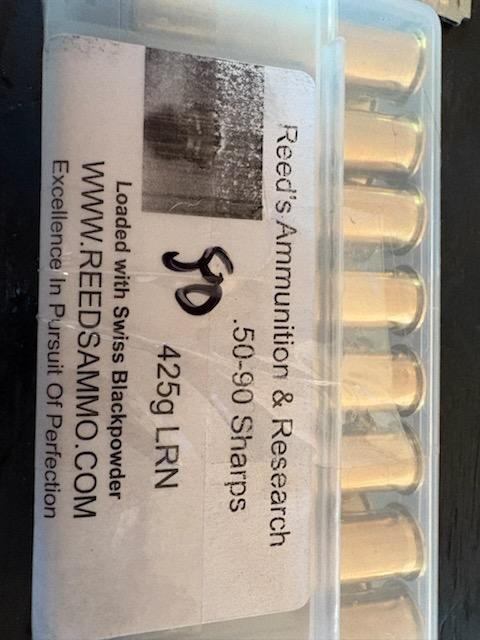 Reed's Ammunition & Research
.50-90 Sharps
425g LRN
Loaded with Swiss Blackpowder
WWW.REEDSAMMO.COM
Excellence In Pursuit Of Perfection